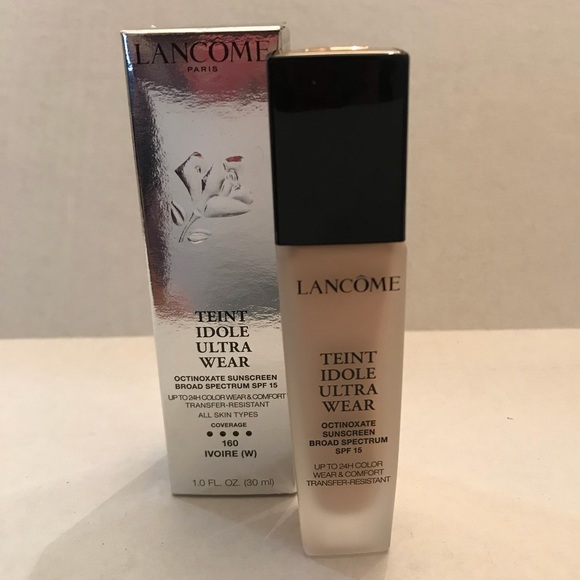 LANCÔME
PARIS
TEINT
IDOLE
ULTRA
WEAR
OCTINOXATE SUNSCREEN
BROAD SPECTRUM SPF 15
UP TO 24H COLOR WEAR & COMFORT
TRANSFER-RESISTANT
ALL SKIN TYPES
COVERAGE
160
IVOIRE (W)
1.0 FL. OZ. (30 ml)
LANCÔME
TEINT
IDOLE
ULTRA
WEAR
OCTINOXATE
SUNSCREEN
BROAD SPECTRUM
SPF 15
UP TO 24H COLOR
WEAR & COMFORT
TRANSFER-RESISTANT